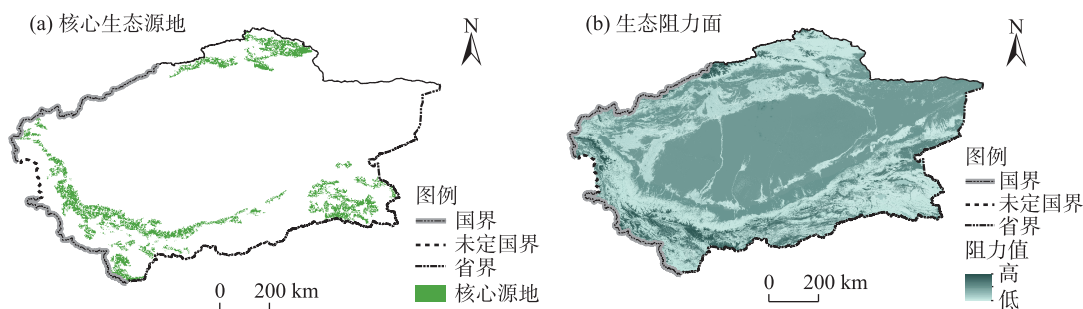 (a) 核心生态源地
N
图例
国界
未定国界
省界
核心源地
0 200 km
(b) 生态阻力面
N
图例
国界
未定国界
省界
阻力值
高
低
0 200 km